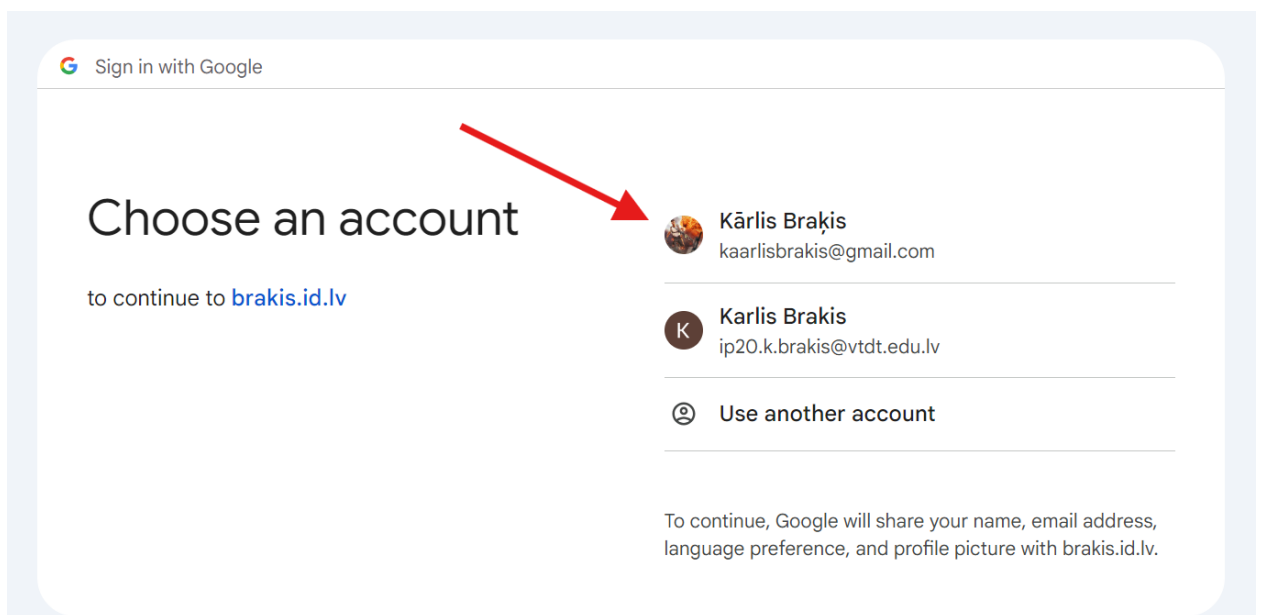 Sign in with Google
Choose an account
to continue to brakis.id.lv
Kārlis Braķis
kaarlisbrakis@gmail.com
K
Karlis Brakis
ip20.k.brakis@vtdt.edu.lv
Use another account
To continue, Google will share your name, email address,
language preference, and profile picture with brakis.id.lv.